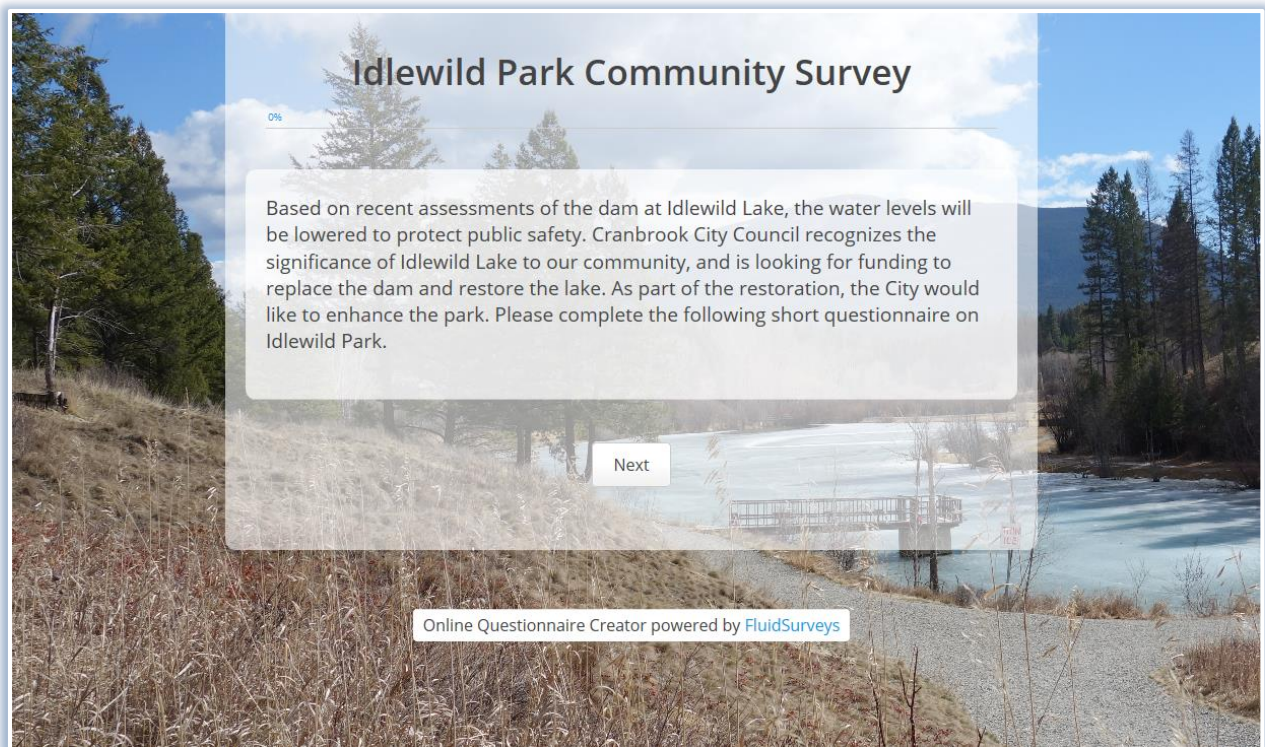 Idlewild Park Community Survey
0%
Based on recent assessments of the dam at Idlewild Lake, the water levels will
be lowered to protect public safety. Cranbrook City Council recognizes the
significance of Idlewild Lake to our community, and is looking for funding to
replace the dam and restore the lake. As part of the restoration, the City would
like to enhance the park. Please complete the following short questionnaire on
Idlewild Park.
Next
Online Questionnaire Creator powered by FluidSurveys